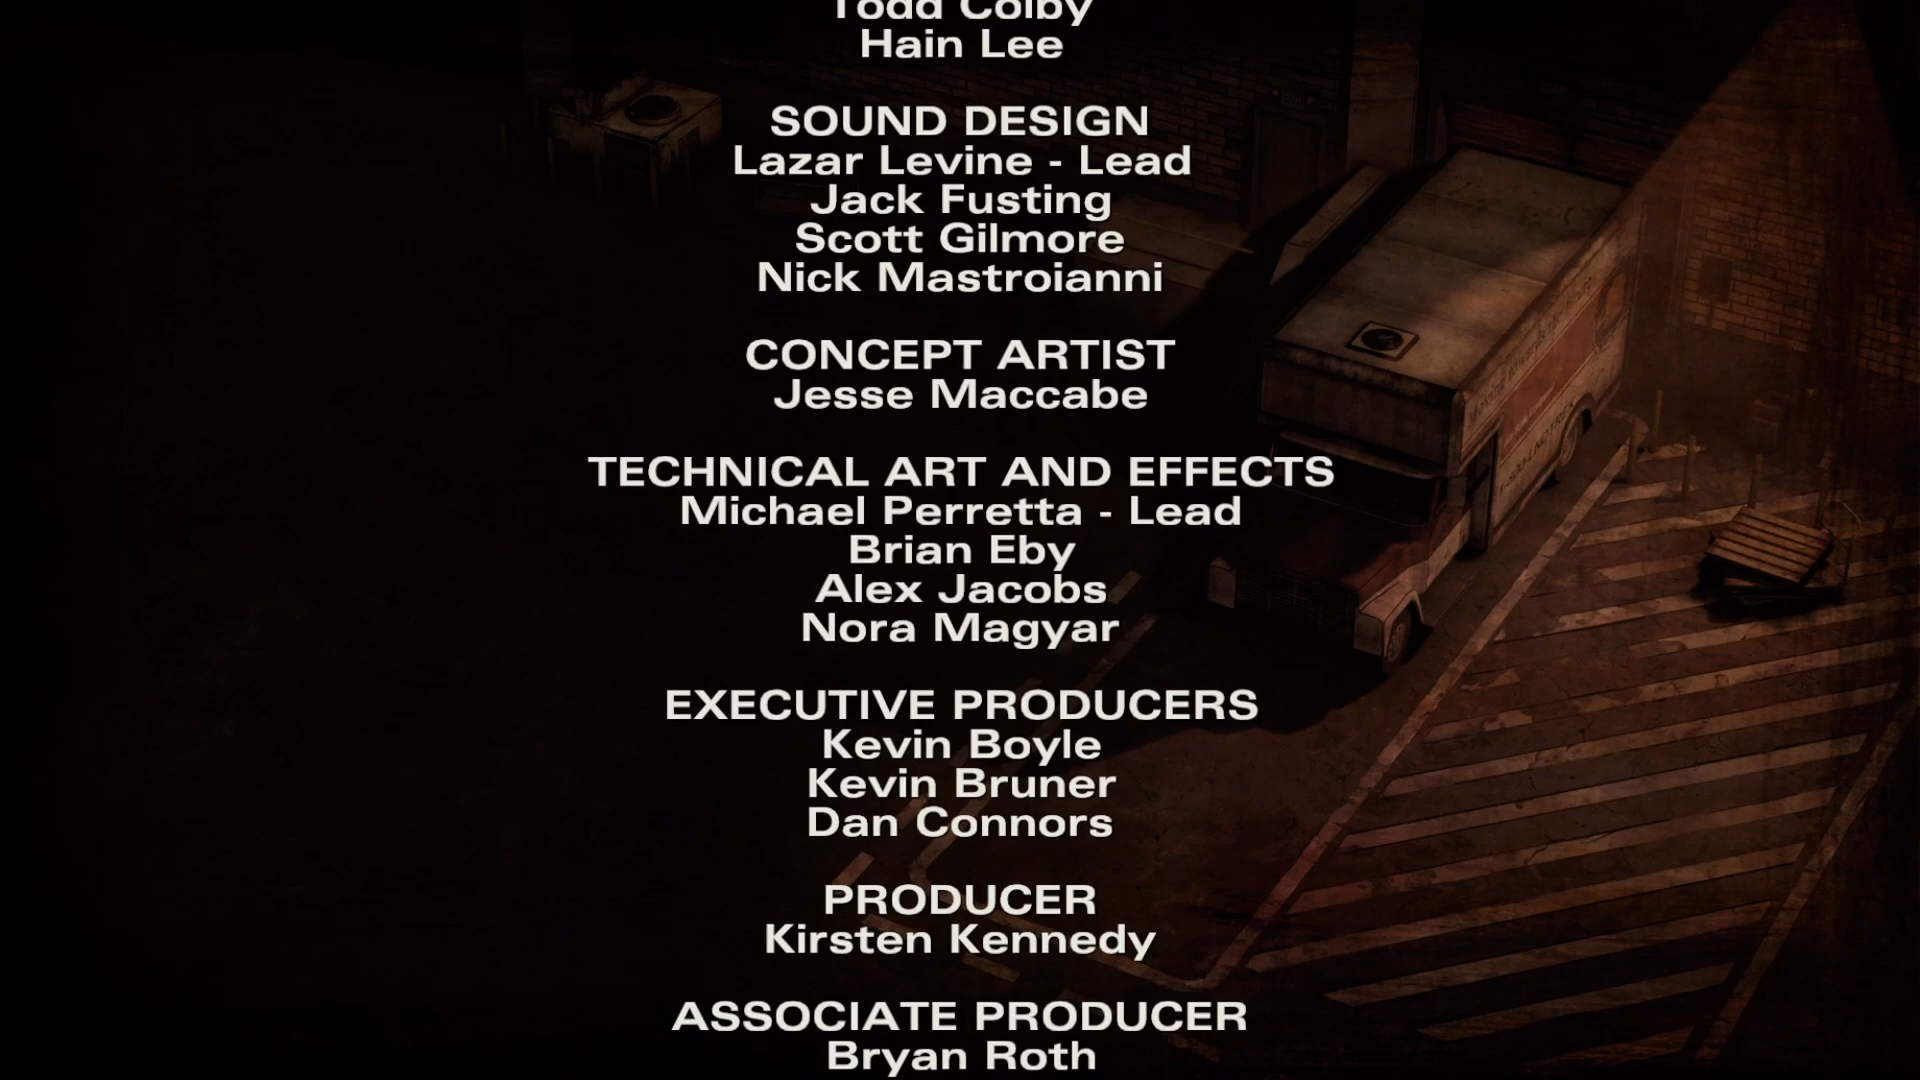 Todd Colby
Hain Lee
SOUND DESIGN
Lazar Levine - Lead
Jack Fusting
Scott Gilmore
Nick Mastroianni
CONCEPT ARTIST
Jesse Maccabe
TECHNICAL ART AND EFFECTS
Michael Perretta - Lead
Brian Eby
Alex Jacobs
Nora Magyar
EXECUTIVE PRODUCERS
Kevin Boyle
Kevin Bruner
Dan Connors
PRODUCER
Kirsten Kennedy
ASSOCIATE PRODUCER
Bryan Roth